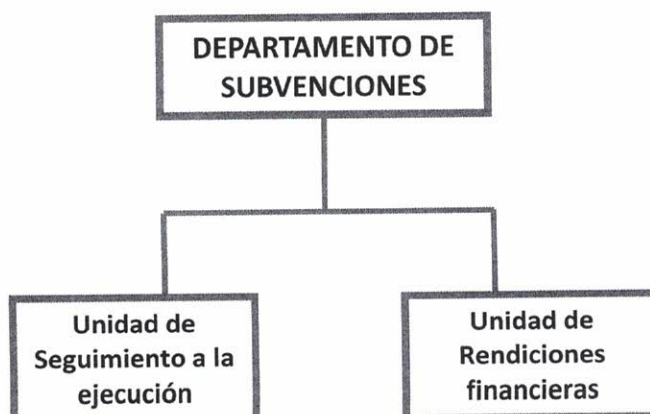 DEPARTAMENTO DE
SUBVENCIONES
Unidad de
Seguimiento a la
ejecución
Unidad de
Rendiciones
financieras